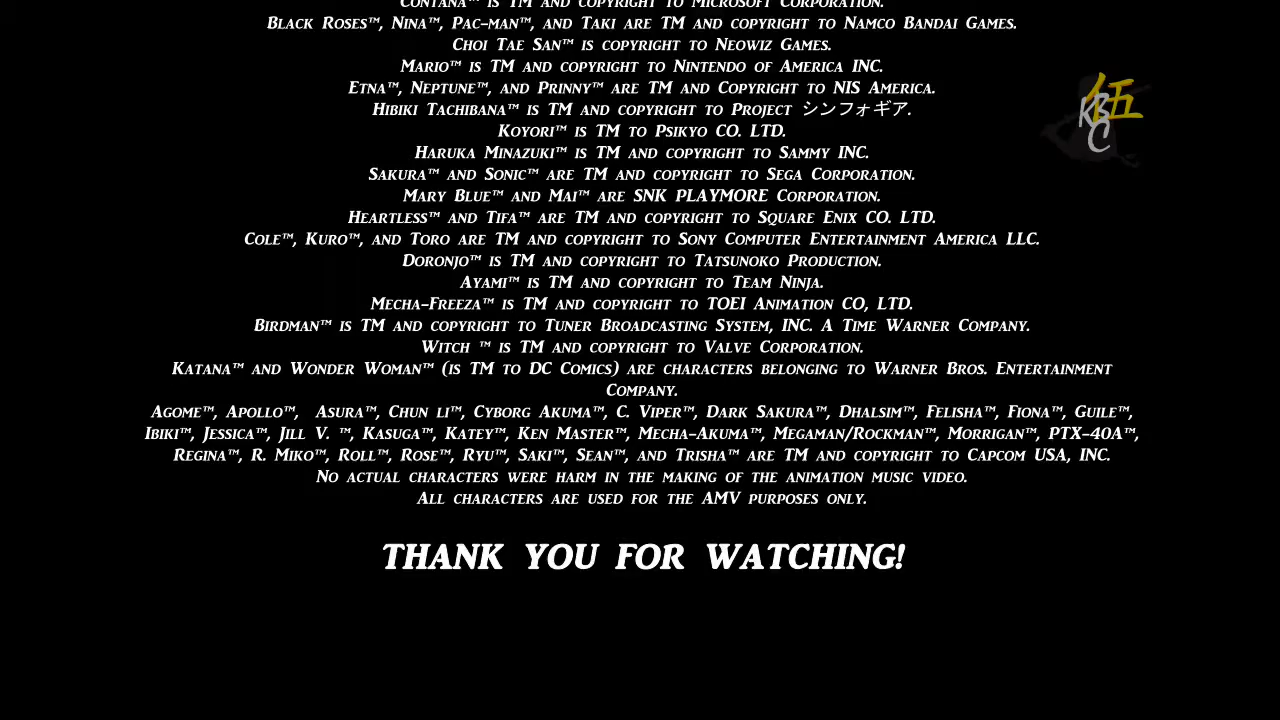 Contana™ is TM and copyright to Microsoft Corporation.
Black Roses™, Nina™, Pac-man™, and Taki are TM and copyright to Namco Bandai Games.
Choi Tae San™ is copyright to Neowiz Games.
Mario™ is TM and copyright to Nintendo of America INC.
Etna™, Neptune™, and Prinny™ are TM and Copyright to NIS America.
Hibiki Tachibana™ is TM and copyright to Project シンフォギア.
Koyori™ is TM to Psikyo CO. LTD.
Haruka Minazuki™ is TM and copyright to Sammy INC.
Sakura™ and Sonic™ are TM and copyright to Sega Corporation.
Mary Blue™ and Mai™ are SNK PLAYMORE Corporation.
Heartless™ and Tifa™ are TM and copyright to Square Enix CO. LTD.
Cole™, Kuro™, and Toro are TM and copyright to Sony Computer Entertainment America LLC.
Doronjo™ is TM and copyright to Tatsunoko Production.
Ayami™ is TM and copyright to Team Ninja.
Mecha-Freeza™ is TM and copyright to TOEI Animation CO, LTD.
Birdman™ is TM and copyright to Tuner Broadcasting System, INC. A Time Warner Company.
Witch ™ is TM and copyright to Valve Corporation.
Katana™ and Wonder Woman™ (is TM to DC Comics) are characters belonging to Warner Bros. Entertainment
Company.
Agome™, Apollo™, Asura™, Chun li™, Cyborg Akuma™, C. Viper™, Dark Sakura™, Dhalsim™, Felisha™, Fiona™, Guile™,
Ibiki™, Jessica™, Jill V. ™, Kasuga™, Katey™, Ken Master™, Mecha-Akuma™, Megaman/Rockman™, Morrigan™, PTX-40A™,
Regina™, R. Miko™, Roll™, Rose™, Ryu™, Saki™, Sean™, and Trisha™ are TM and copyright to Capcom USA, INC.
No actual characters were harm in the making of the animation music video.
All characters are used for the AMV purposes only.
THANK YOU FOR WATCHING!
伍
KBC